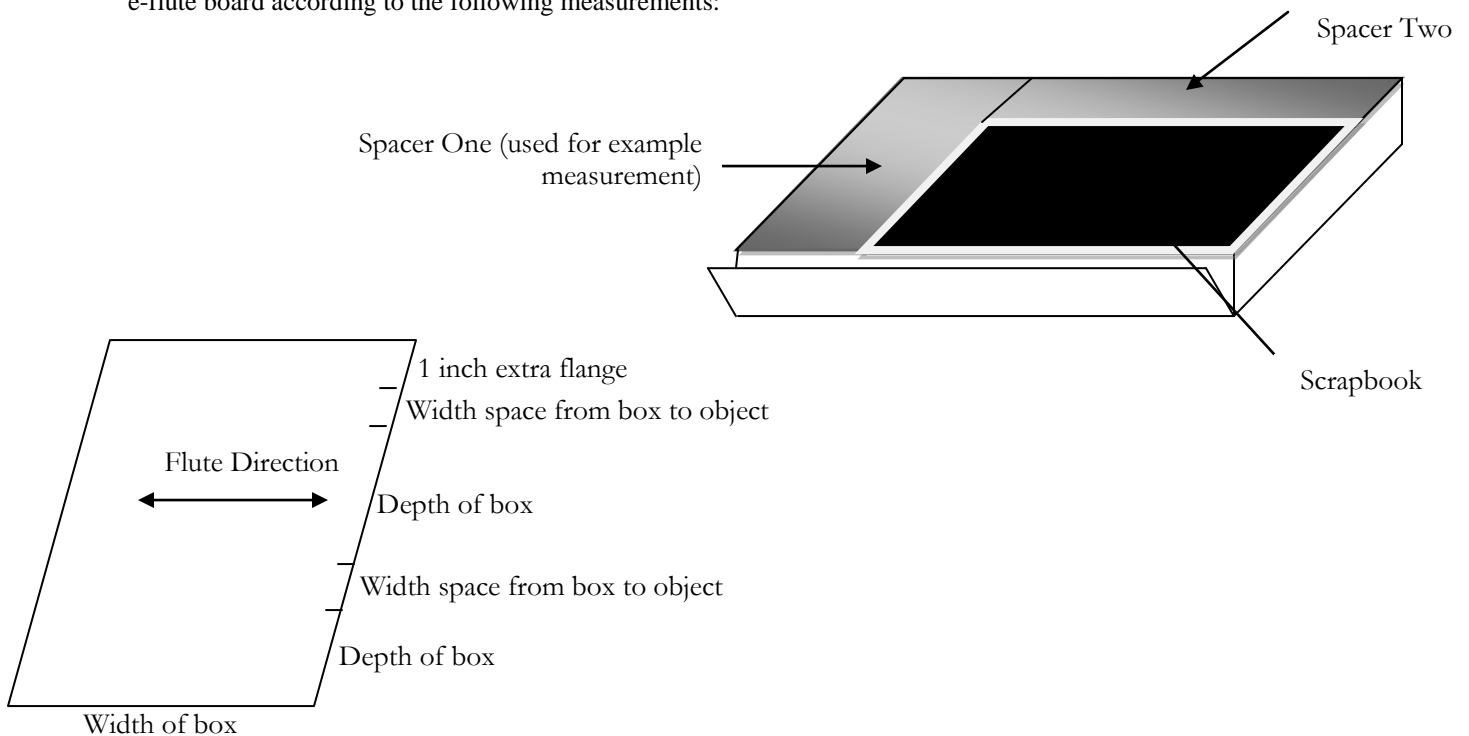 e-flute board according to the following measurements:
Spacer Two
Spacer One (used for example
measurement)
Scrapbook
1 inch extra flange
Width space from box to object
Flute Direction
Depth of box
Width space from box to object
Depth of box
Width of box